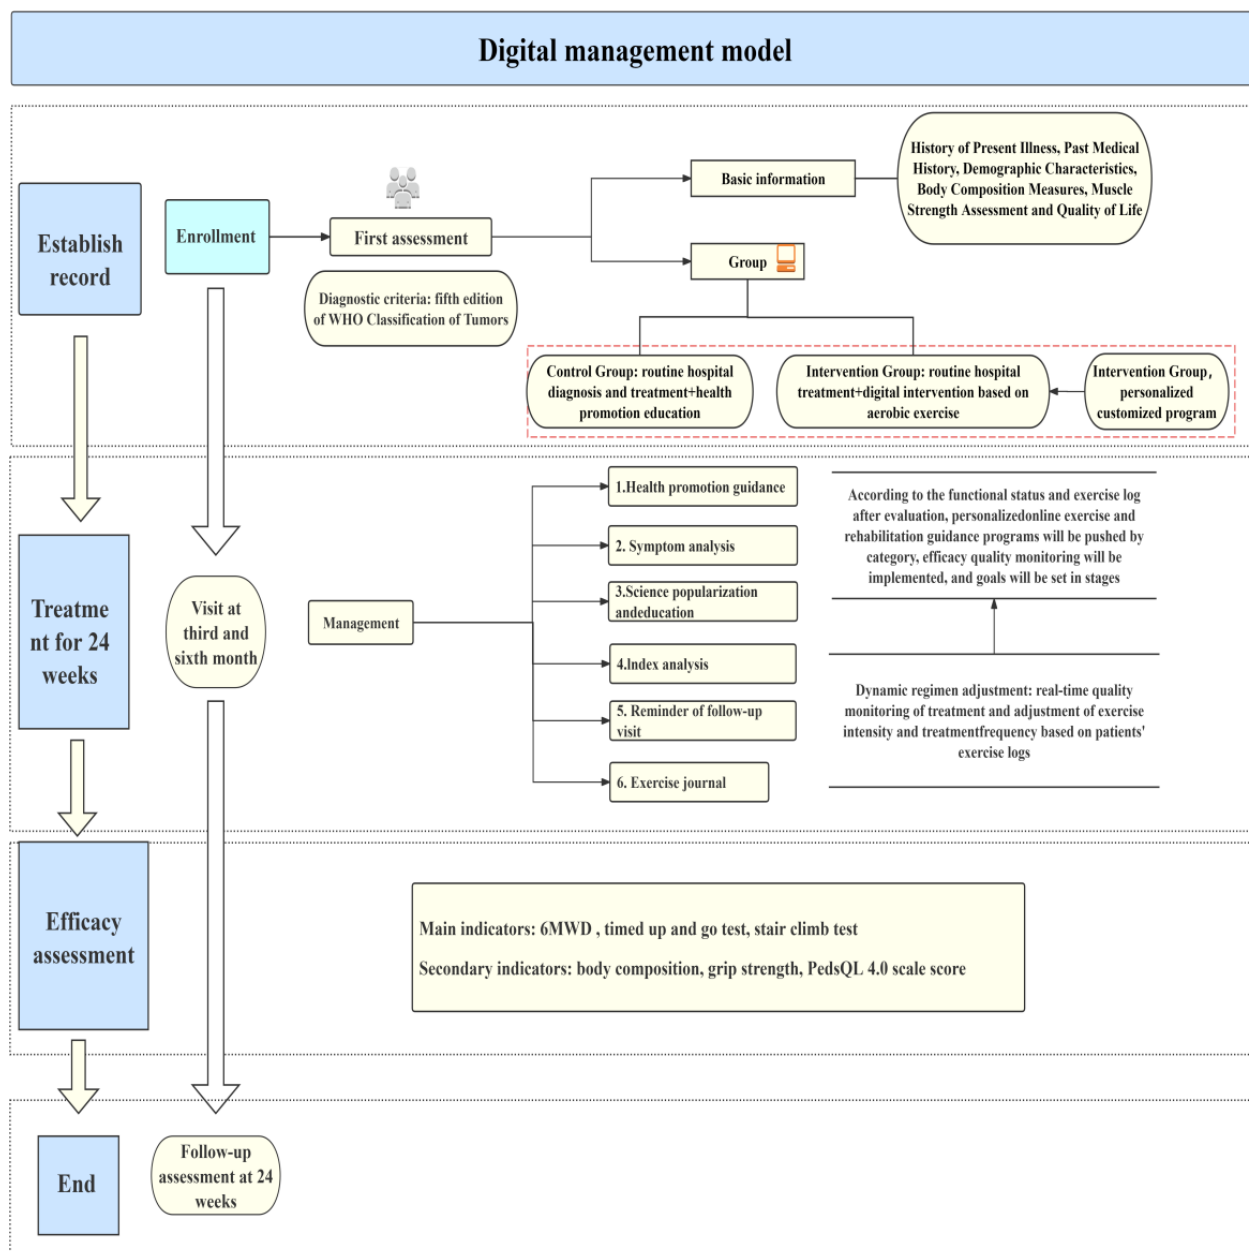 Digital management model
Establish
record
Enrollment
First assessment
Diagnostic criteria: fifth edition
of WHO Classification of Tumors
Basic information
History of Present Illness, Past Medical
History, Demographic Characteristics,
Body Composition Measures, Muscle
Strength Assessment and Quality of Life
Group
Control Group: routine hospital
diagnosis and treatment+health
promotion education
Intervention Group: routine hospital
treatment+digital intervention based on
aerobic exercise
Intervention Group,
personalized
customized program
Treatme
nt for 24
weeks
Visit at
third and
sixth month
Management
1.Health promotion guidance
2. Symptom analysis
3.Science popularization
andeducation
4.Index analysis
5. Reminder of follow-up
visit
6. Exercise journal
According to the functional status and exercise log
after evaluation, personalizedonline exercise and
rehabilitation guidance programs will be pushed by
category, efficacy quality monitoring will be
implemented, and goals will be set in stages
Dynamic regimen adjustment: real-time quality
monitoring of treatment and adjustment of exercise
intensity and treatmentfrequency based on patients'
exercise logs
Efficacy
assessment
Main indicators: 6MWD , timed up and go test, stair climb test
Secondary indicators: body composition, grip strength, PedsQL 4.0 scale score
End
Follow-up
assessment at 24
weeks